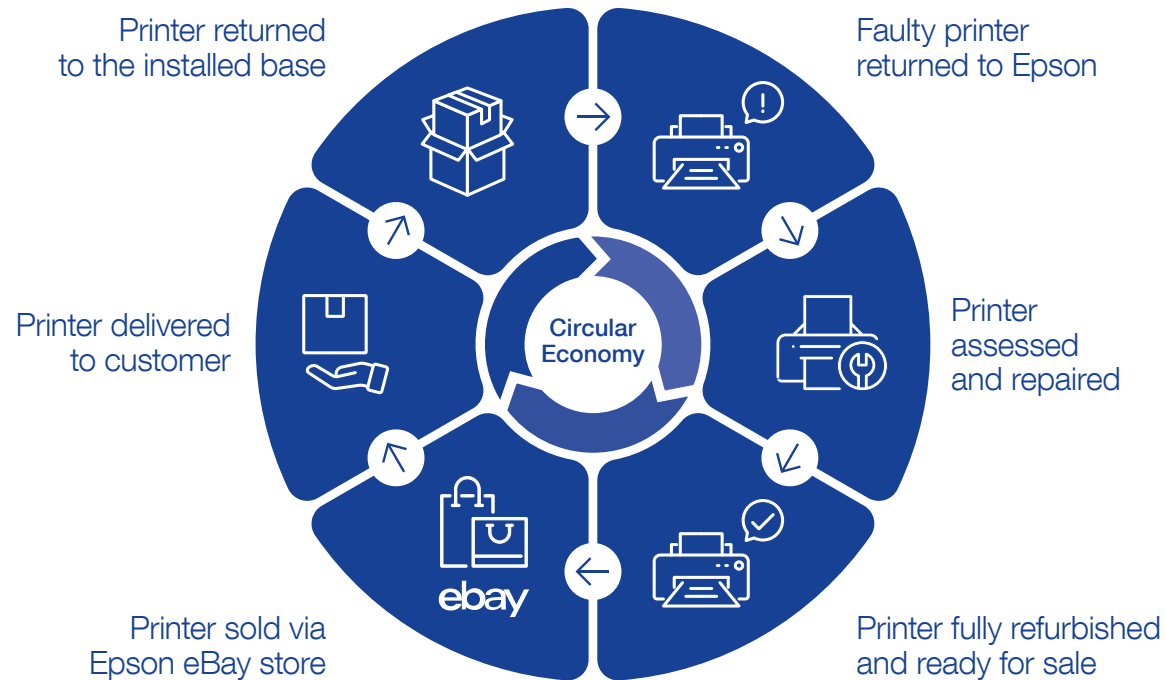 Printer returned
to the installed base
Faulty printer
returned to Epson
Printer
assessed
and repaired
Printer fully refurbished
and ready for sale
Printer sold via
Epson eBay store
Printer delivered
to customer
Circular
Economy
ebay